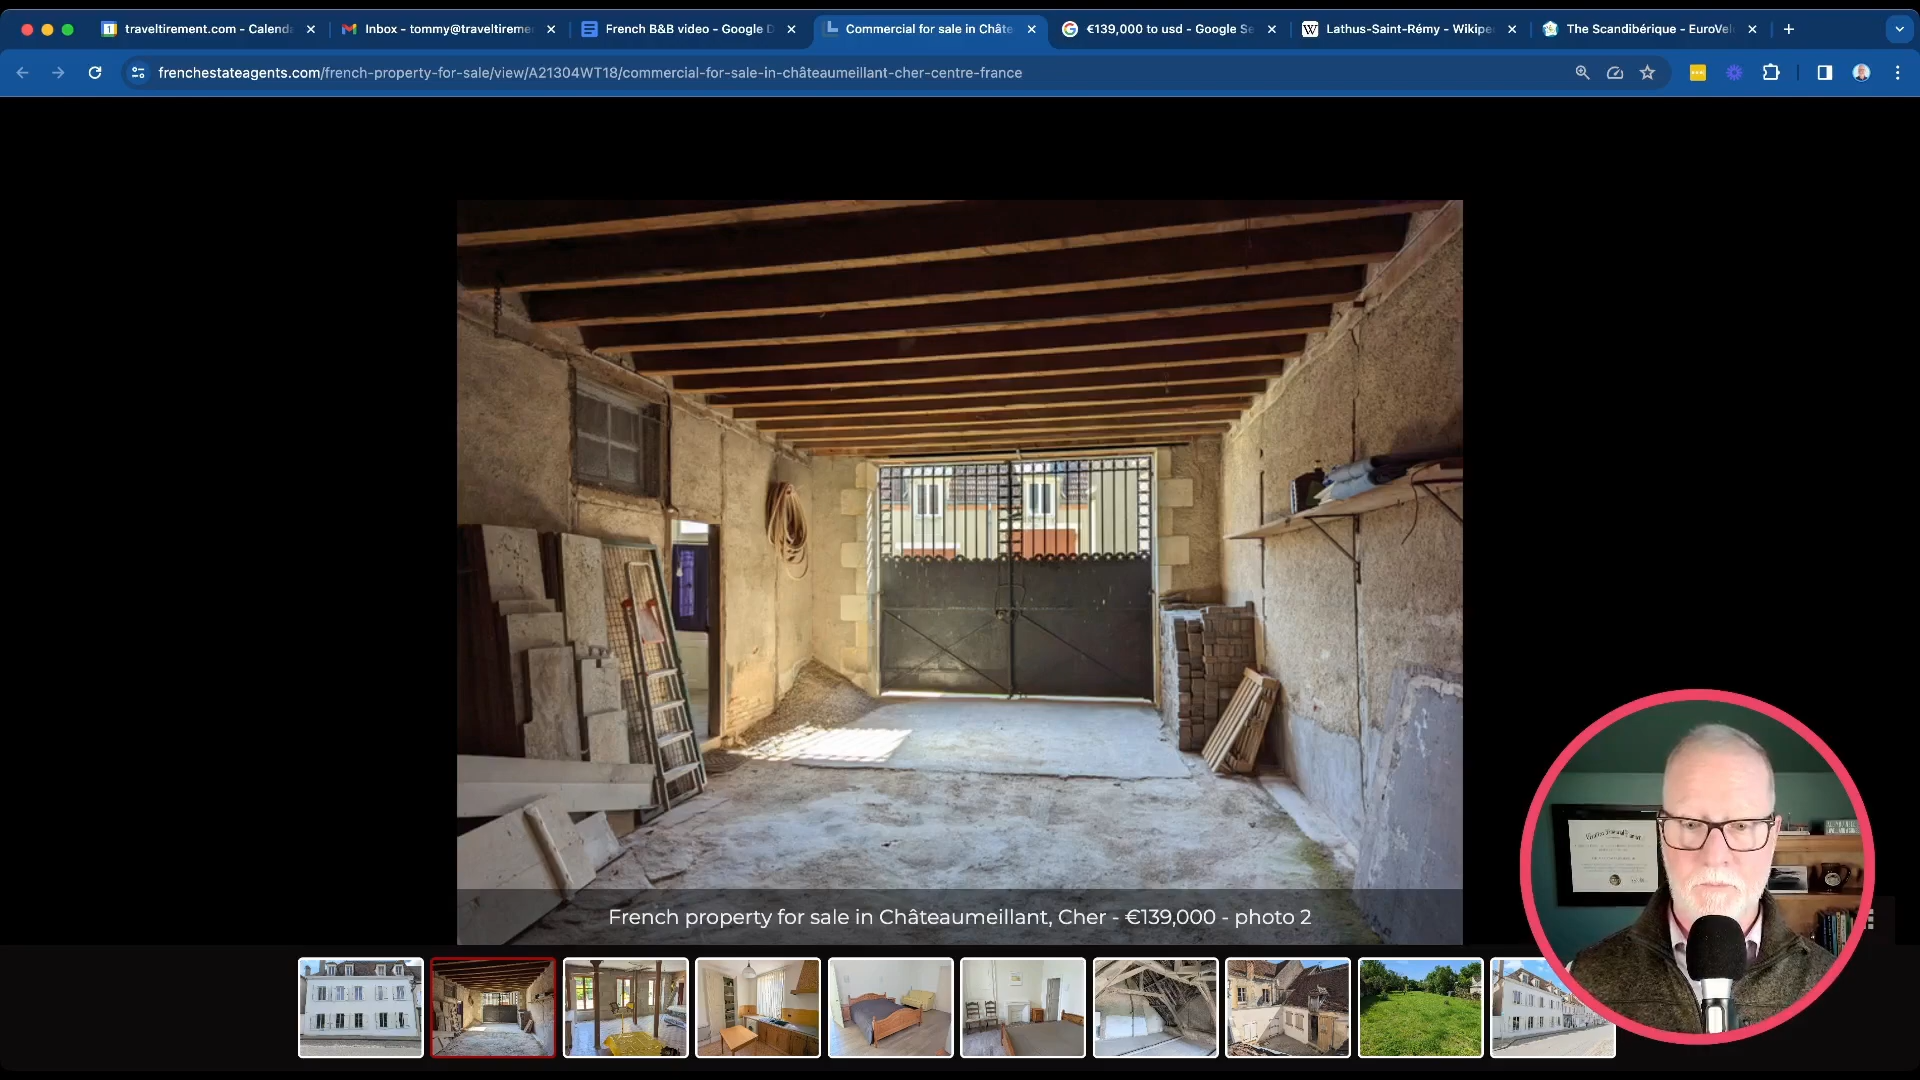 traveltirement.com - Calend
Inbox - tommy@traveltireme
French B&B video - Google D
Commercial for sale in Châte
€139,000 to usd - Google Se
Lathus-Saint-Rémy - Wikipe
The Scandibérique - EuroVel
frenchestateagents.com/french-property-for-sale/view/A21304WT18/commercial-for-sale-in-châteaumeillant-cher-centre-france
French property for sale in Châteaumeillant, Cher - €139,000 - photo 2